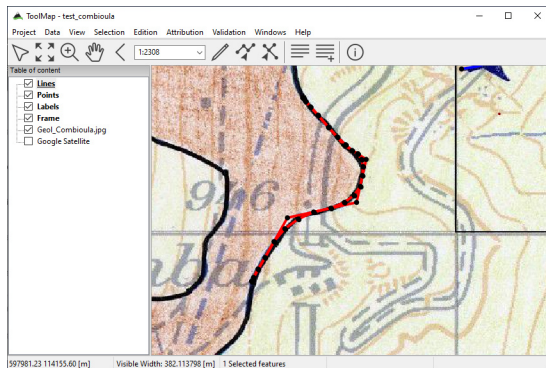 ToolMap - test_combioula
Project Data View Selection Edition Attribution Validation Windows Help
1:2308
Table of content
Lines
Points
Labels
Frame
Geol_Combioula.jpg
Google Satellite
946
mba
597981.23 114155.60 [m] Visible Width: 382.113798 [m] 1 Selected features